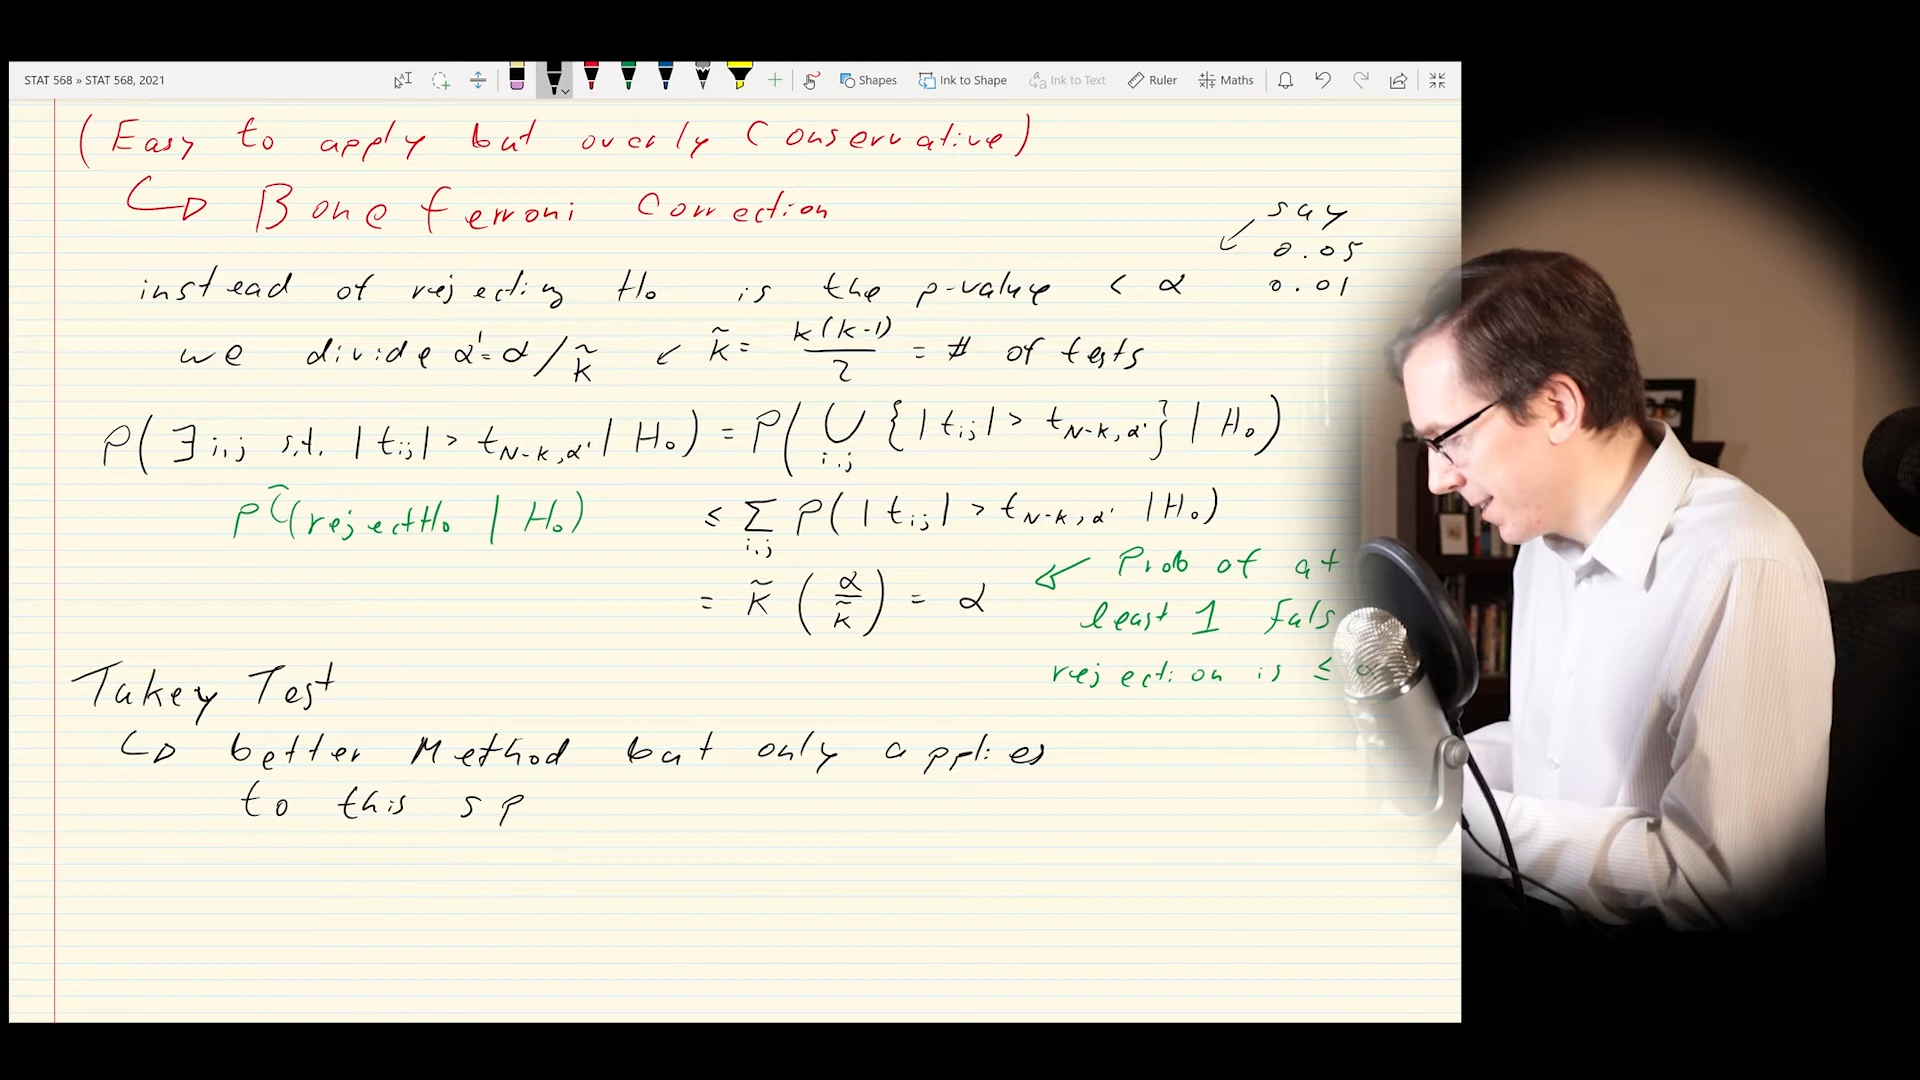 STAT 568 » STAT 568, 2021
Shapes Ink to Shape Ink to Text Ruler Maths
(Easy to apply but overly Conservative)
↳ Boneferroni Correction
say
0.05
0.01
instead of rejecting H₀ is the p-value < α
we divide α' = α / k̃ ↙ k̃ = k(k-1)/2 = # of tests
P( ∃ i,j s.t. |tᵢⱼ| > t_{N-k,α'} | H₀ ) = P( ⋃_{i,j} { |tᵢⱼ| > t_{N-k,α'} } | H₀ )
P(reject H₀ | H₀)
≤ Σ_{i,j} P( |tᵢⱼ| > t_{N-k,α'} | H₀ )
= k̃ ( α / k̃ ) = α
Prob of at
least 1 fals
rejection is ≤ α
Tukey Test
↳ better Method but only applies
to this sp